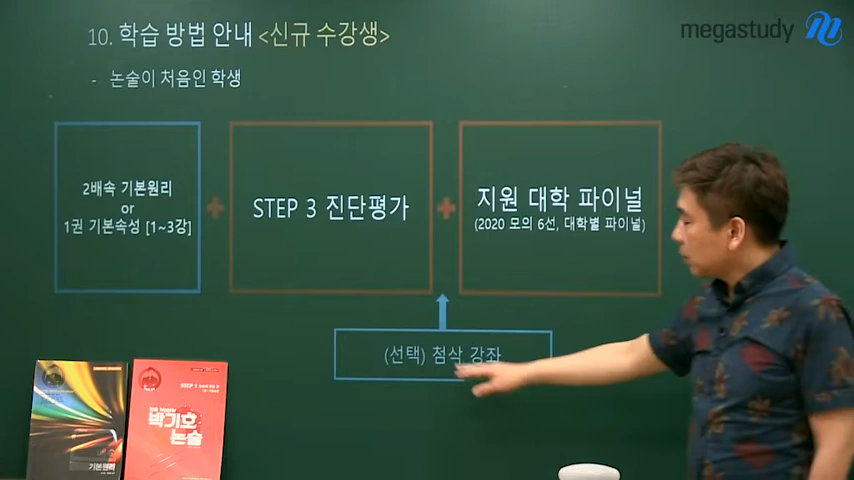 10. 학습 방법 안내 <신규 수강생>
megastudy
- 논술이 처음인 학생
2배속 기본원리
or
1권 기본속성 [1~3강]
+
STEP 3 진단평가
+
지원 대학 파이널
(2020 모의 6선, 대학별 파이널)
(선택) 첨삭 강좌
기본원리
STEP 1
박기호
논술